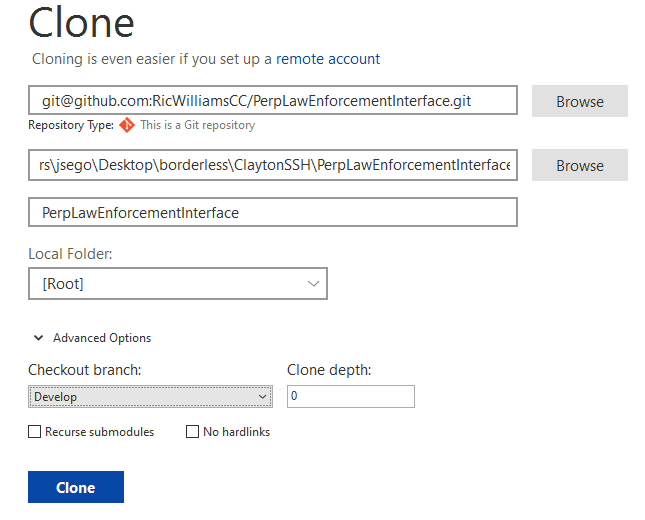 Clone
Cloning is even easier if you set up a remote account
git@github.com:RicWilliamsCC/PerpLawEnforcementInterface.git
Browse
Repository Type: This is a Git repository
rs\jsego\Desktop\borderless\ClaytonSSH\PerpLawEnforcementInterface
Browse
PerpLawEnforcementInterface
Local Folder:
[Root]
Advanced Options
Checkout branch: Clone depth:
Develop 0
Recurse submodules No hardlinks
Clone